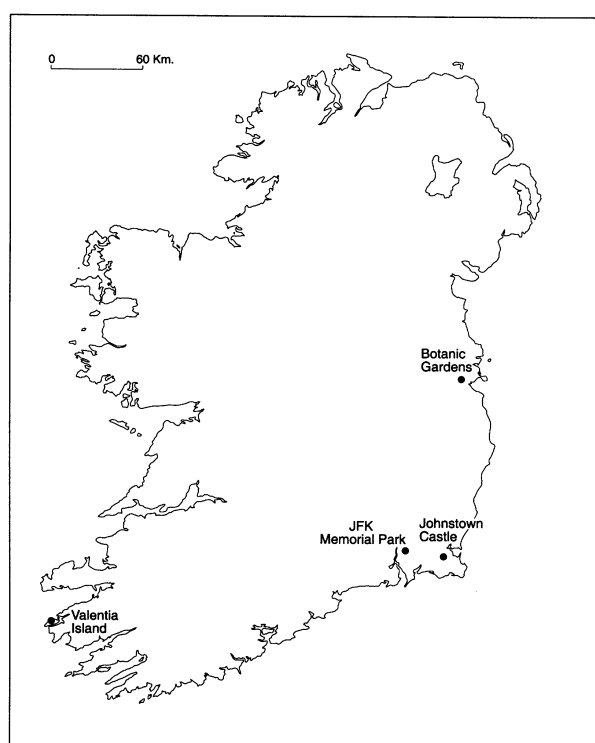 0 60 Km.
Botanic
Gardens
JFK
Memorial Park
Johnstown
Castle
Valentia
Island